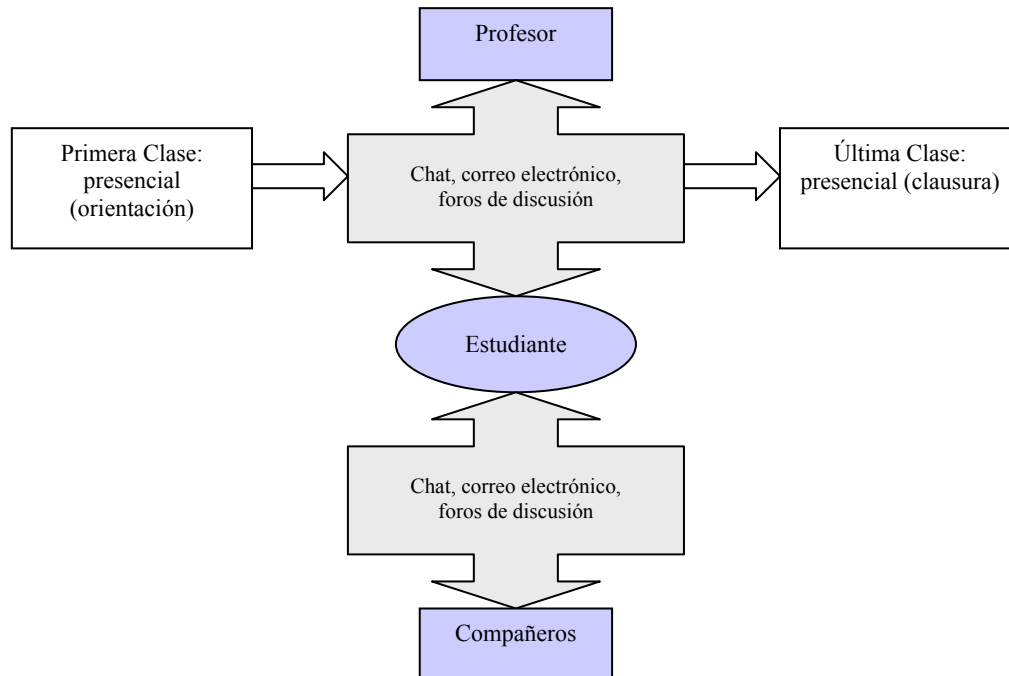 Profesor
Primera Clase:
presencial
(orientación)
Chat, correo electrónico,
foros de discusión
Última Clase:
presencial (clausura)
Estudiante
Chat, correo electrónico,
foros de discusión
Compañeros